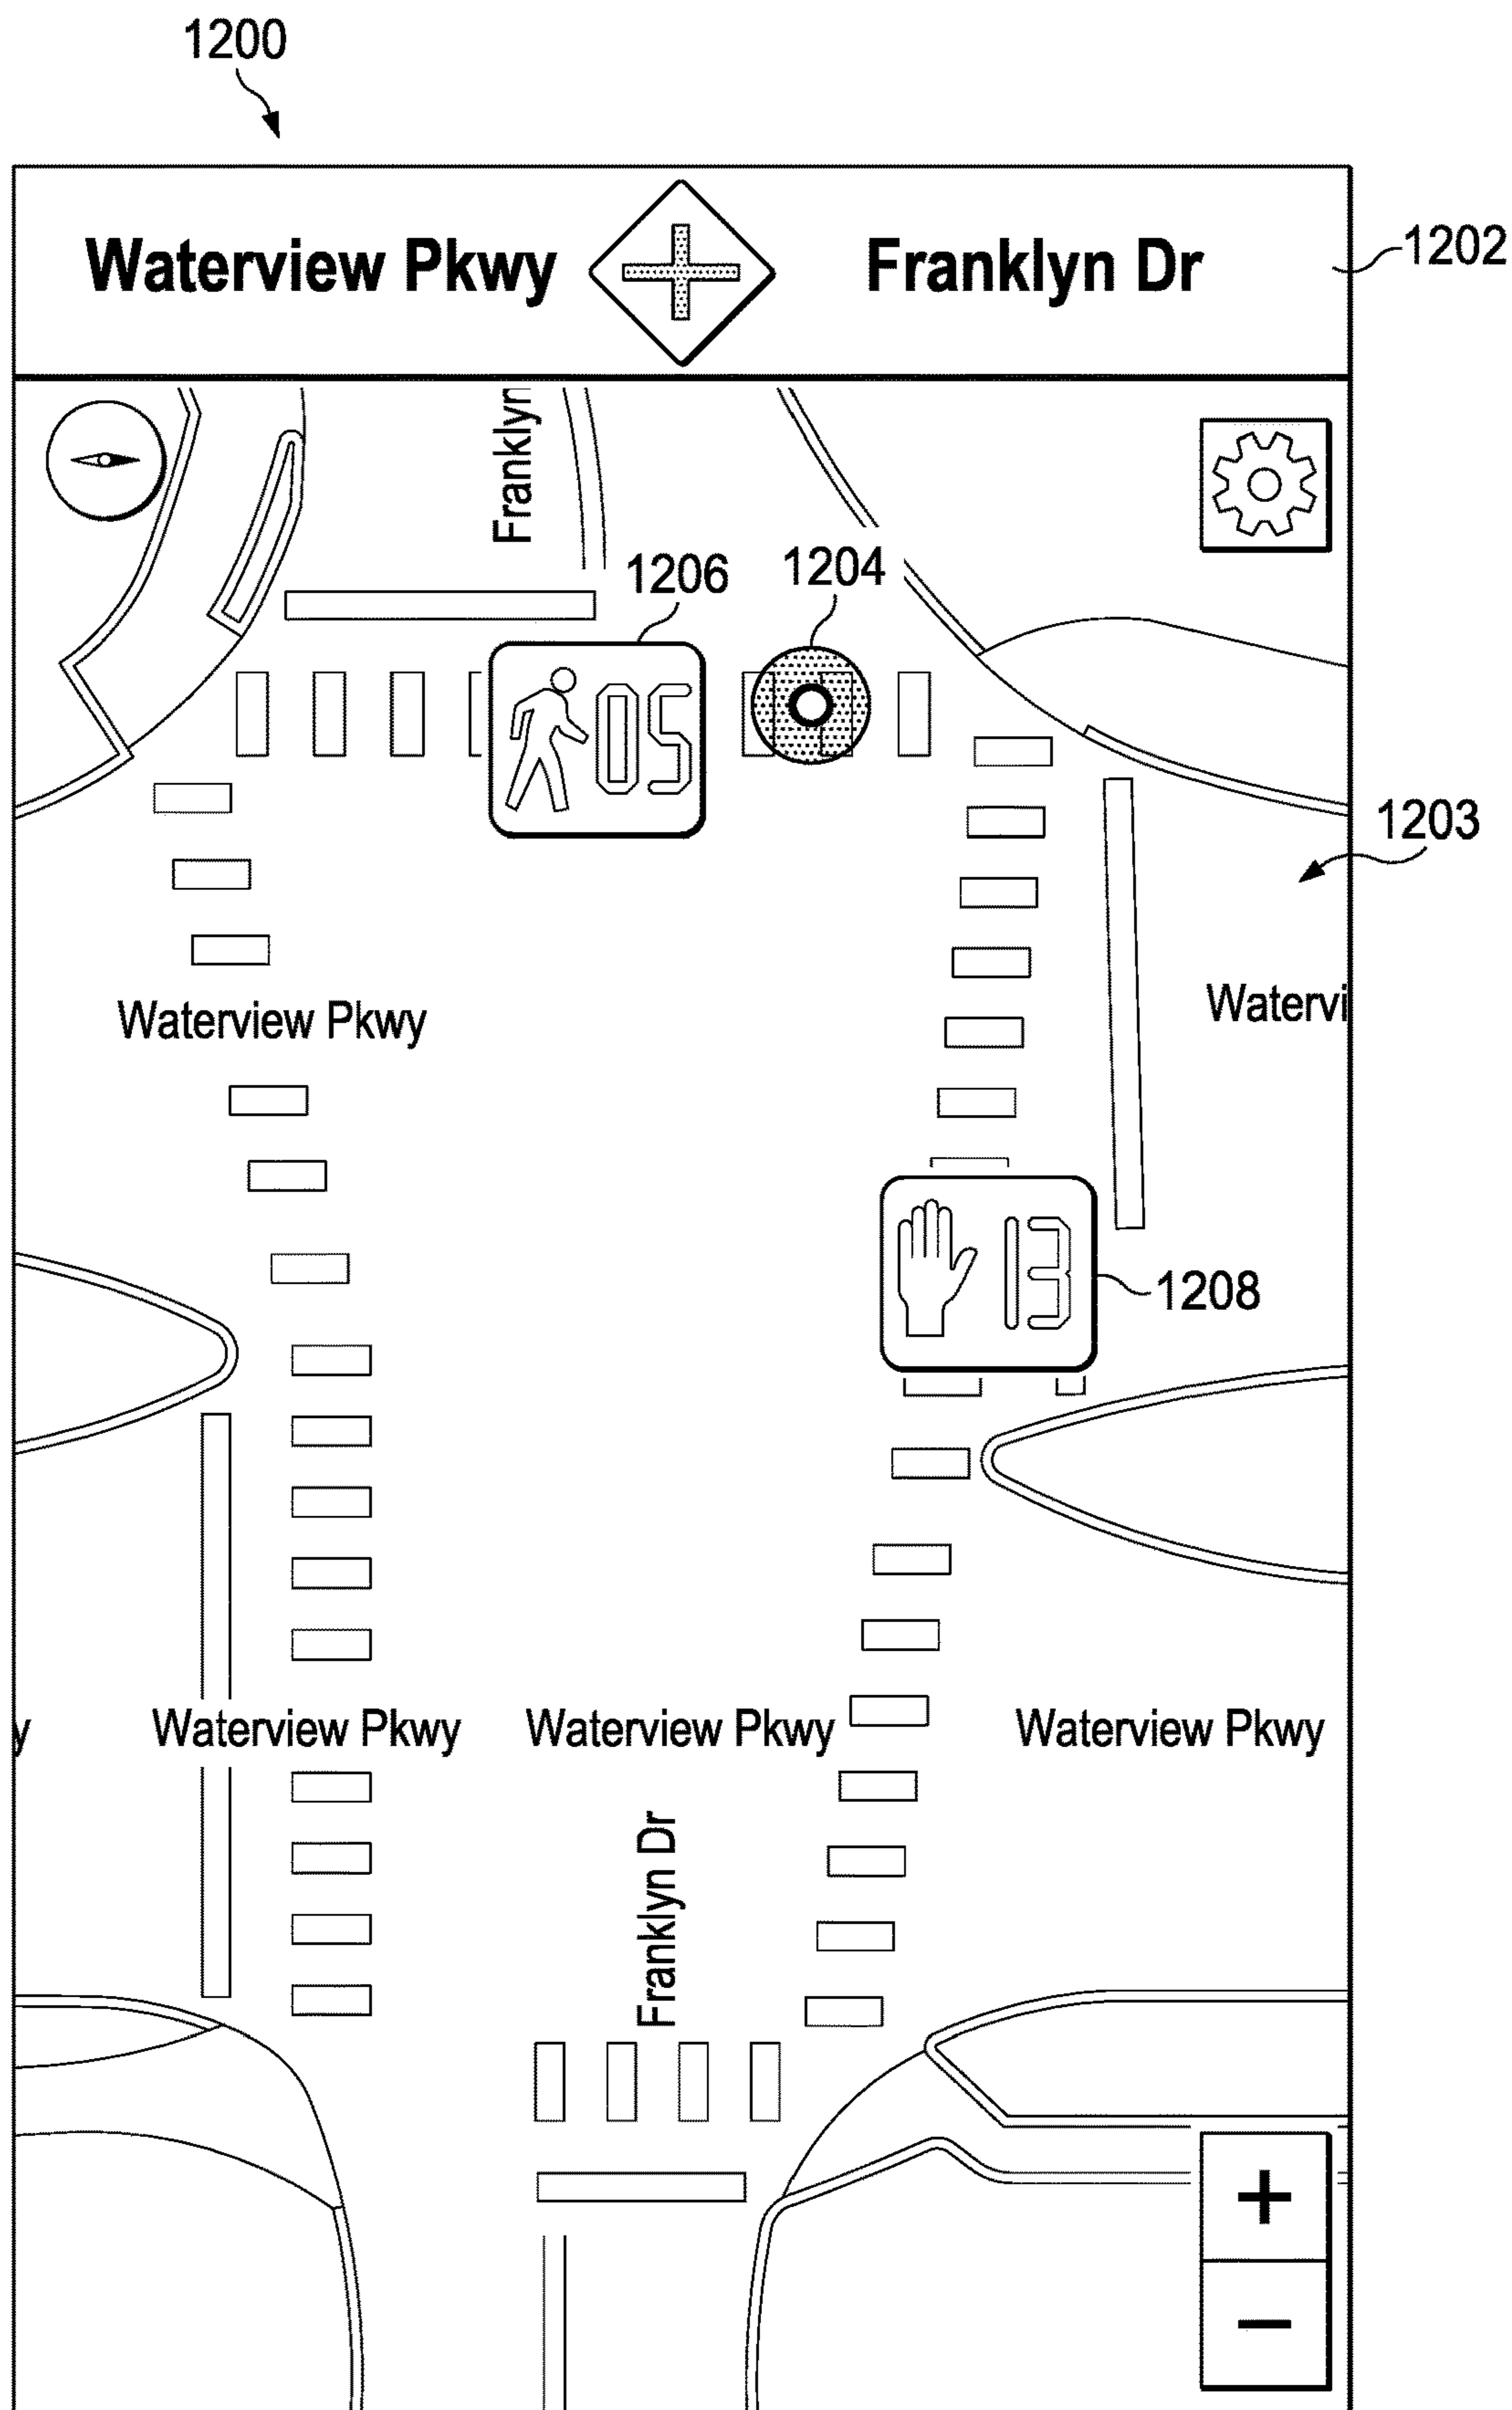 1200
Waterview Pkwy
Franklyn Dr
1202
Franklyn
1206
1204
05
1203
Watervi
Waterview Pkwy
13
1208
y
Waterview Pkwy
Waterview Pkwy
Waterview Pkwy
Franklyn Dr
+
−